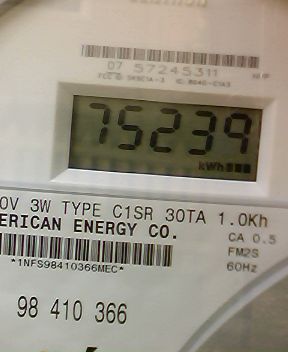 07 57245311
75239
kWh
0V 3W TYPE C1SR 30TA 1.0Kh
ERICAN ENERGY CO.
CA 0.5
FM2S
60Hz
*1NFS98410366MEC*
98 410 366